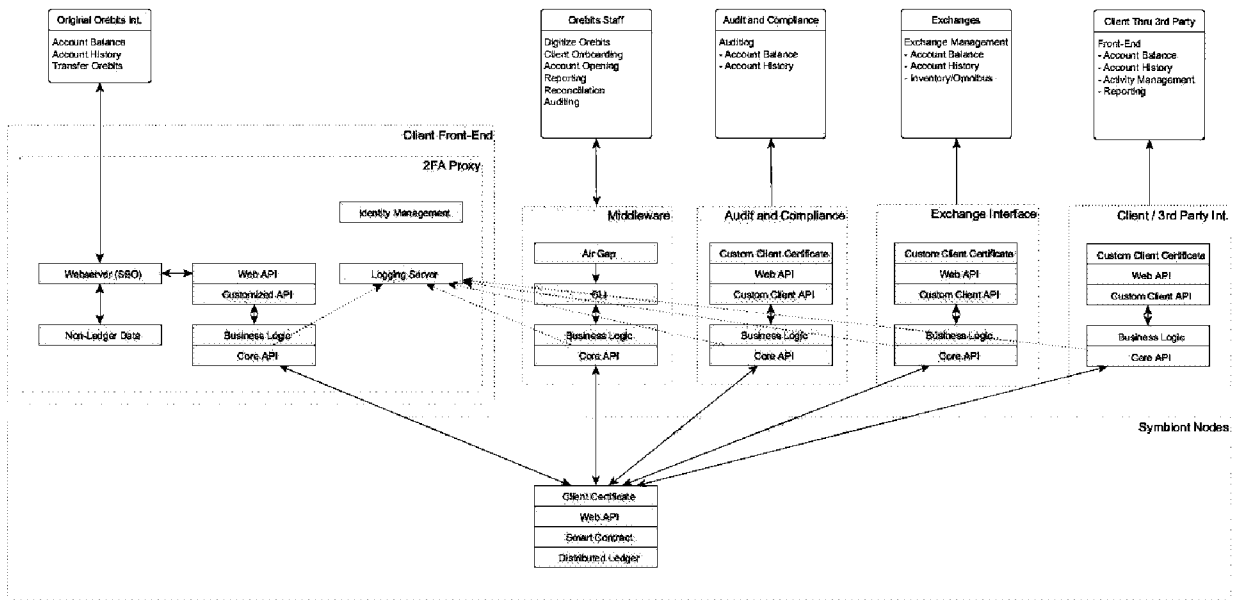 Original Orebits Int.
Account Balance
Account History
Transfer Orebits
Orebits Staff
Digitize Orebits
Client Onboarding
Account Opening
Reporting
Reconciliation
Auditing
Audit and Compliance
Auditing
- Account Balance
- Account History
Exchanges
Exchange Management
- Account Balance
- Account History
- Inventory/Omnibus
Client Thru 3rd Party
Front-End
- Account Balance
- Account History
- Activity Management
- Reporting
Client Front-End
2FA Proxy
Identity Management
Webserver (SSO)
Web API
Customized API
Logging Server
Non-Ledger Data
Business Logic
Core API
Middleware
Air Gap
CLI
Business Logic
Core API
Audit and Compliance
Custom Client Certificate
Web API
Custom Client API
Business Logic
Core API
Exchange Interface
Custom Client Certificate
Web API
Custom Client API
Business Logic
Core API
Client / 3rd Party Int.
Custom Client Certificate
Web API
Custom Client API
Business Logic
Core API
Symbiont Nodes
Client Certificate
Web API
Smart Contract
Distributed Ledger